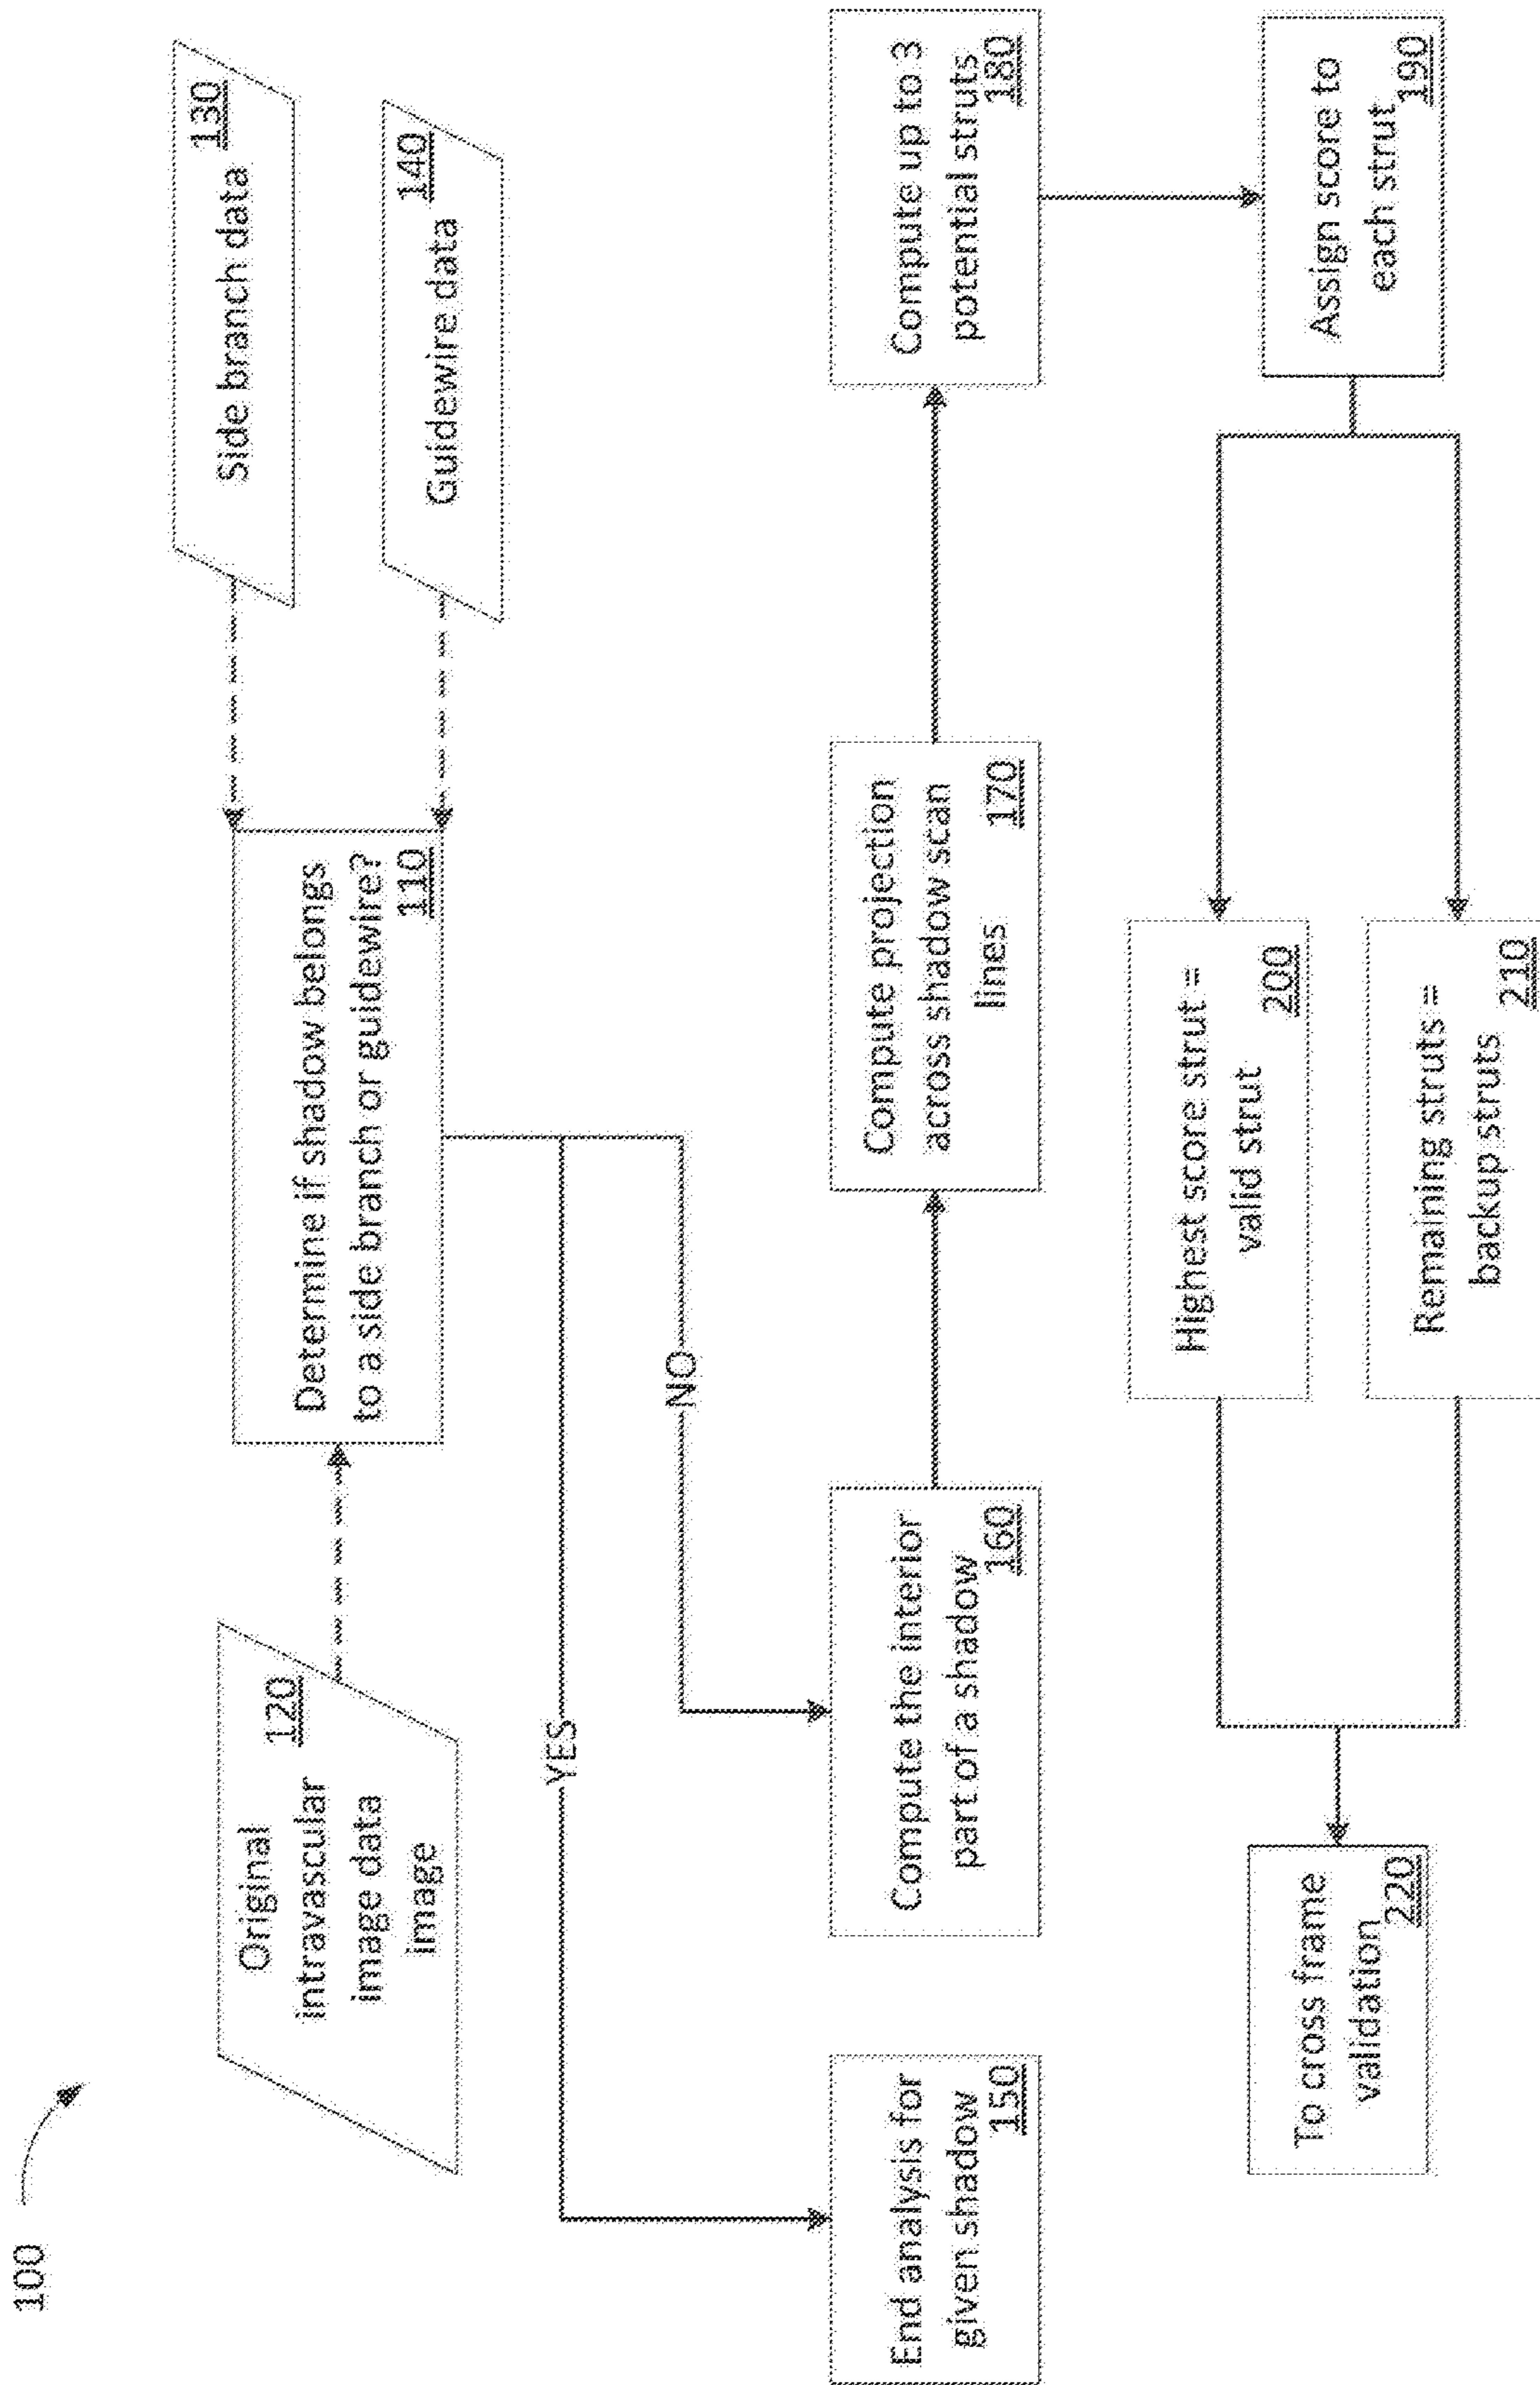 100
Original
120
intravascular
image data
image
Determine if shadow belongs
to a side branch or guidewire?
110
Side branch data
130
Guidewire data
140
YES
NO
End analysis for
given shadow
150
Compute the interior
part of a shadow
160
Compute projection
across shadow scan
lines 170
Compute up to 3
potential struts
180
Assign score to
each strut
190
Highest score strut =
valid strut
200
Remaining struts =
backup struts
210
To cross frame
validation
220